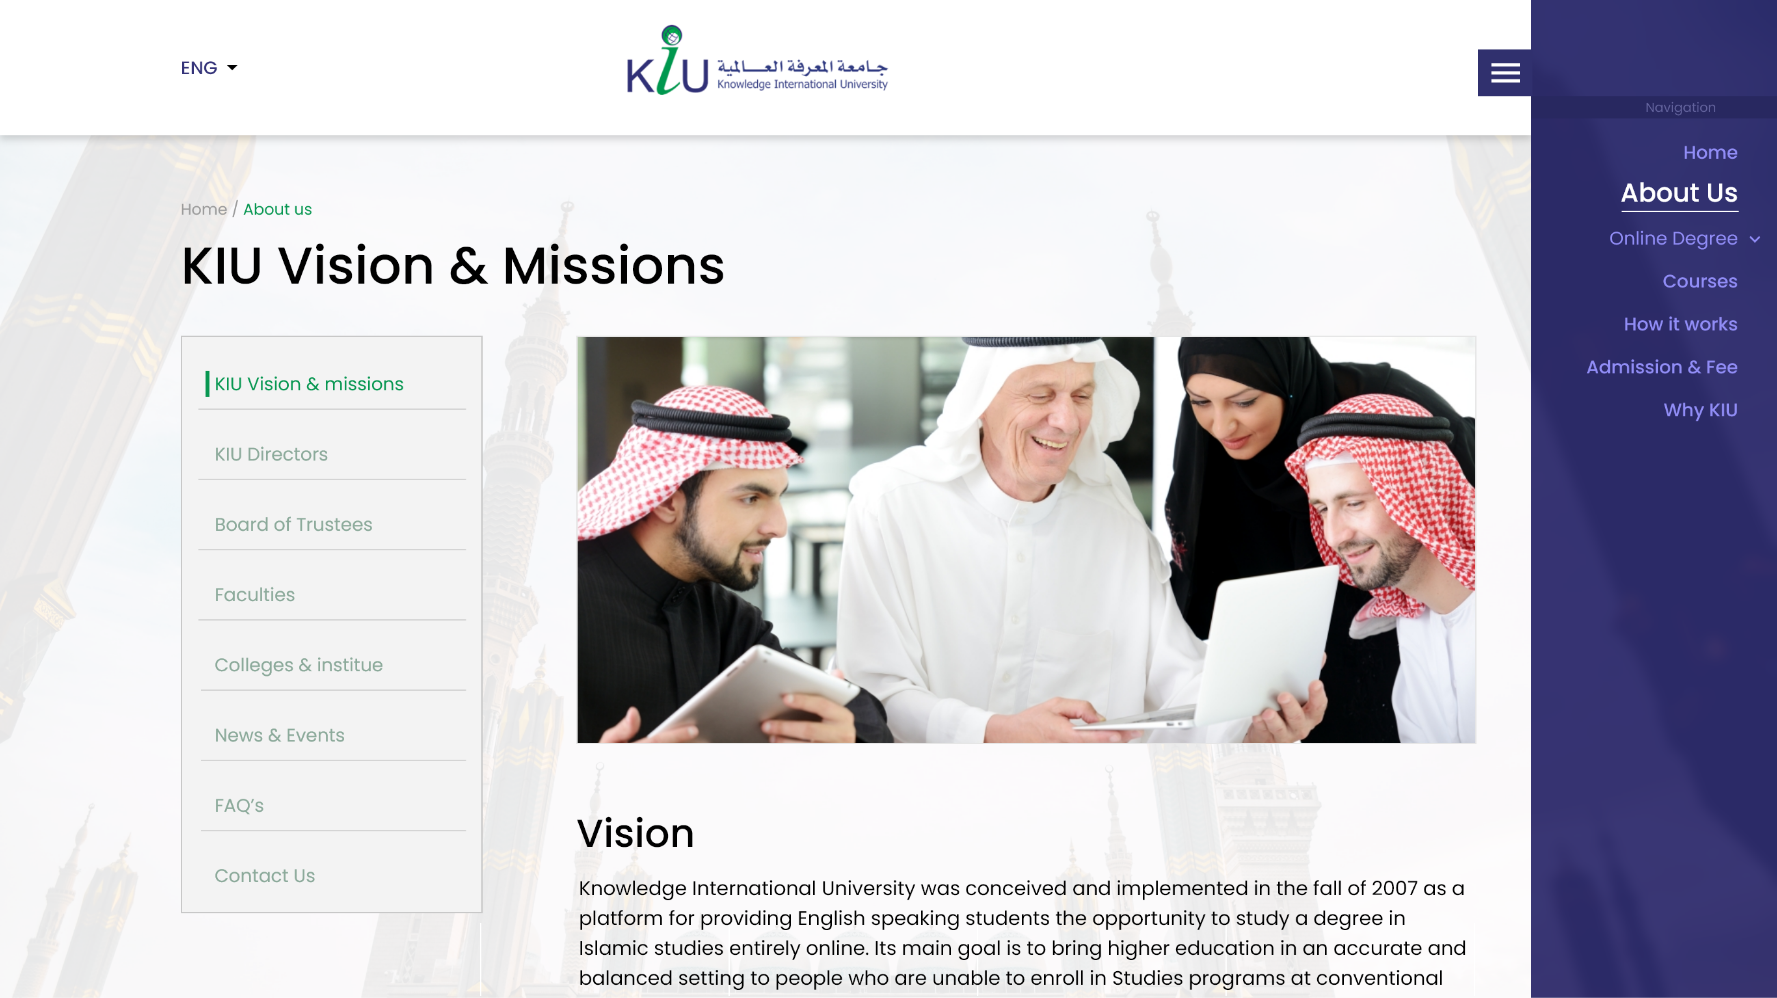 ENG
KiU
جامعة المعرفة العالمية
Knowledge International University
Navigation
Home
About Us
Online Degree
Courses
How it works
Admission & Fee
Why KIU
Home / About us
KIU Vision & Missions
KIU Vision & missions
KIU Directors
Board of Trustees
Faculties
Colleges & institue
News & Events
FAQ’s
Contact Us
Vision
Knowledge International University was conceived and implemented in the fall of 2007 as a
platform for providing English speaking students the opportunity to study a degree in
Islamic studies entirely online. Its main goal is to bring higher education in an accurate and
balanced setting to people who are unable to enroll in Studies programs at conventional